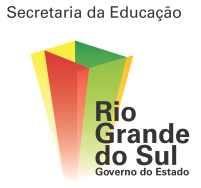 Secretaria da Educação
Rio
Grande
do Sul
Governo do Estado